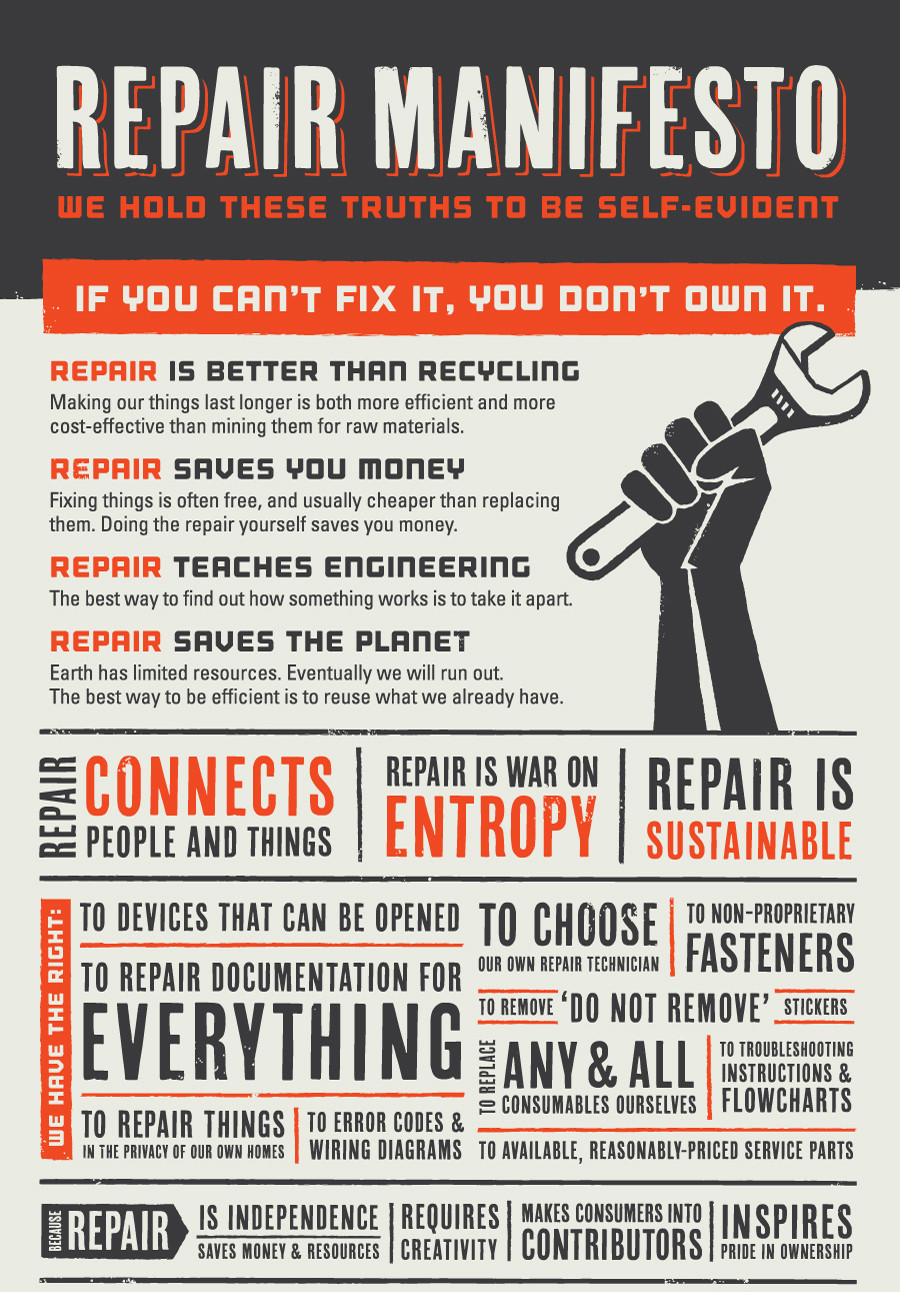 REPAIR MANIFESTO
WE HOLD THESE TRUTHS TO BE SELF-EVIDENT
IF YOU CAN'T FIX IT, YOU DON'T OWN IT.
REPAIR IS BETTER THAN RECYCLING
Making our things last longer is both more efficient and more
cost-effective than mining them for raw materials.
REPAIR SAVES YOU MONEY
Fixing things is often free, and usually cheaper than replacing
them. Doing the repair yourself saves you money.
REPAIR TEACHES ENGINEERING
The best way to find out how something works is to take it apart.
REPAIR SAVES THE PLANET
Earth has limited resources. Eventually we will run out.
The best way to be efficient is to reuse what we already have.
REPAIR
CONNECTS
PEOPLE AND THINGS
REPAIR IS WAR ON
ENTROPY
REPAIR IS
SUSTAINABLE
WE HAVE THE RIGHT:
TO DEVICES THAT CAN BE OPENED
TO REPAIR DOCUMENTATION FOR
EVERYTHING
TO REPAIR THINGS
IN THE PRIVACY OF OUR OWN HOMES
TO ERROR CODES &
WIRING DIAGRAMS
TO CHOOSE
OUR OWN REPAIR TECHNICIAN
TO NON-PROPRIETARY
FASTENERS
TO REMOVE 'DO NOT REMOVE' STICKERS
TO REPLACE
ANY & ALL
CONSUMABLES OURSELVES
TO TROUBLESHOOTING
INSTRUCTIONS &
FLOWCHARTS
TO AVAILABLE, REASONABLY-PRICED SERVICE PARTS
BECAUSE
REPAIR
IS INDEPENDENCE
SAVES MONEY & RESOURCES
REQUIRES
CREATIVITY
MAKES CONSUMERS INTO
CONTRIBUTORS
INSPIRES
PRIDE IN OWNERSHIP